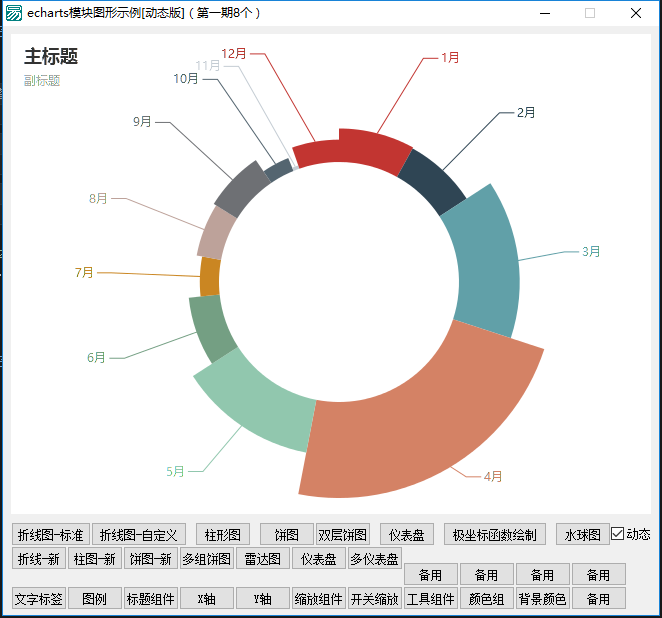 echarts模块图形示例[动态版] ( 第一期8个 )
主标题
副标题
12月
11月
10月
9月
8月
7月
6月
5月
1月
2月
3月
4月
折线图-标准 折线图-自定义 柱形图 饼图 双层饼图 仪表盘 极坐标函数绘制 水球图 动态
折线-新 柱图-新 饼图-新 多组饼图 雷达图 仪表盘 多仪表盘
备用 备用 备用 备用
文字标签 图例 标题组件 X轴 Y轴 缩放组件 开关缩放 工具组件 颜色组 背景颜色 备用